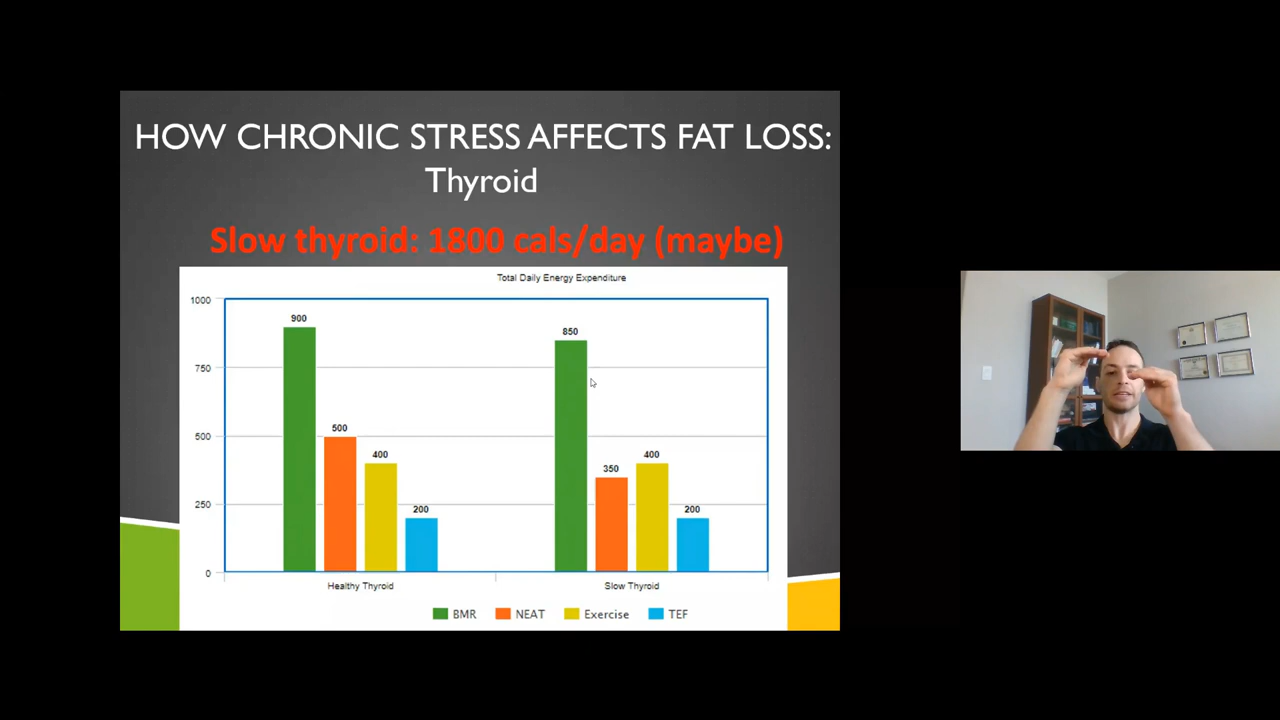 HOW CHRONIC STRESS AFFECTS FAT LOSS:
Thyroid
Slow thyroid: 1800 cals/day (maybe)
Total Daily Energy Expenditure
1000
750
500
250
0
900
500
400
200
850
350
400
200
Healthy Thyroid
Slow Thyroid
BMR NEAT Exercise TEF